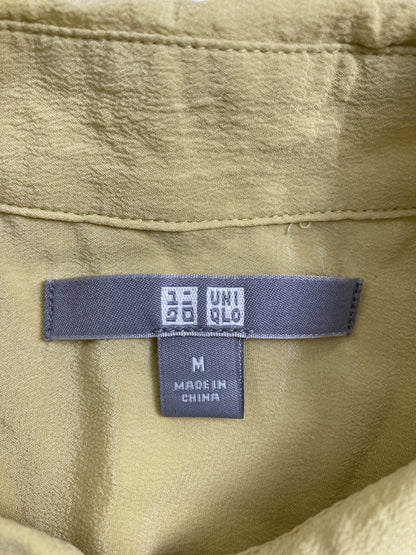 ユニ UNI
クロ QLO
M
MADE IN
CHINA